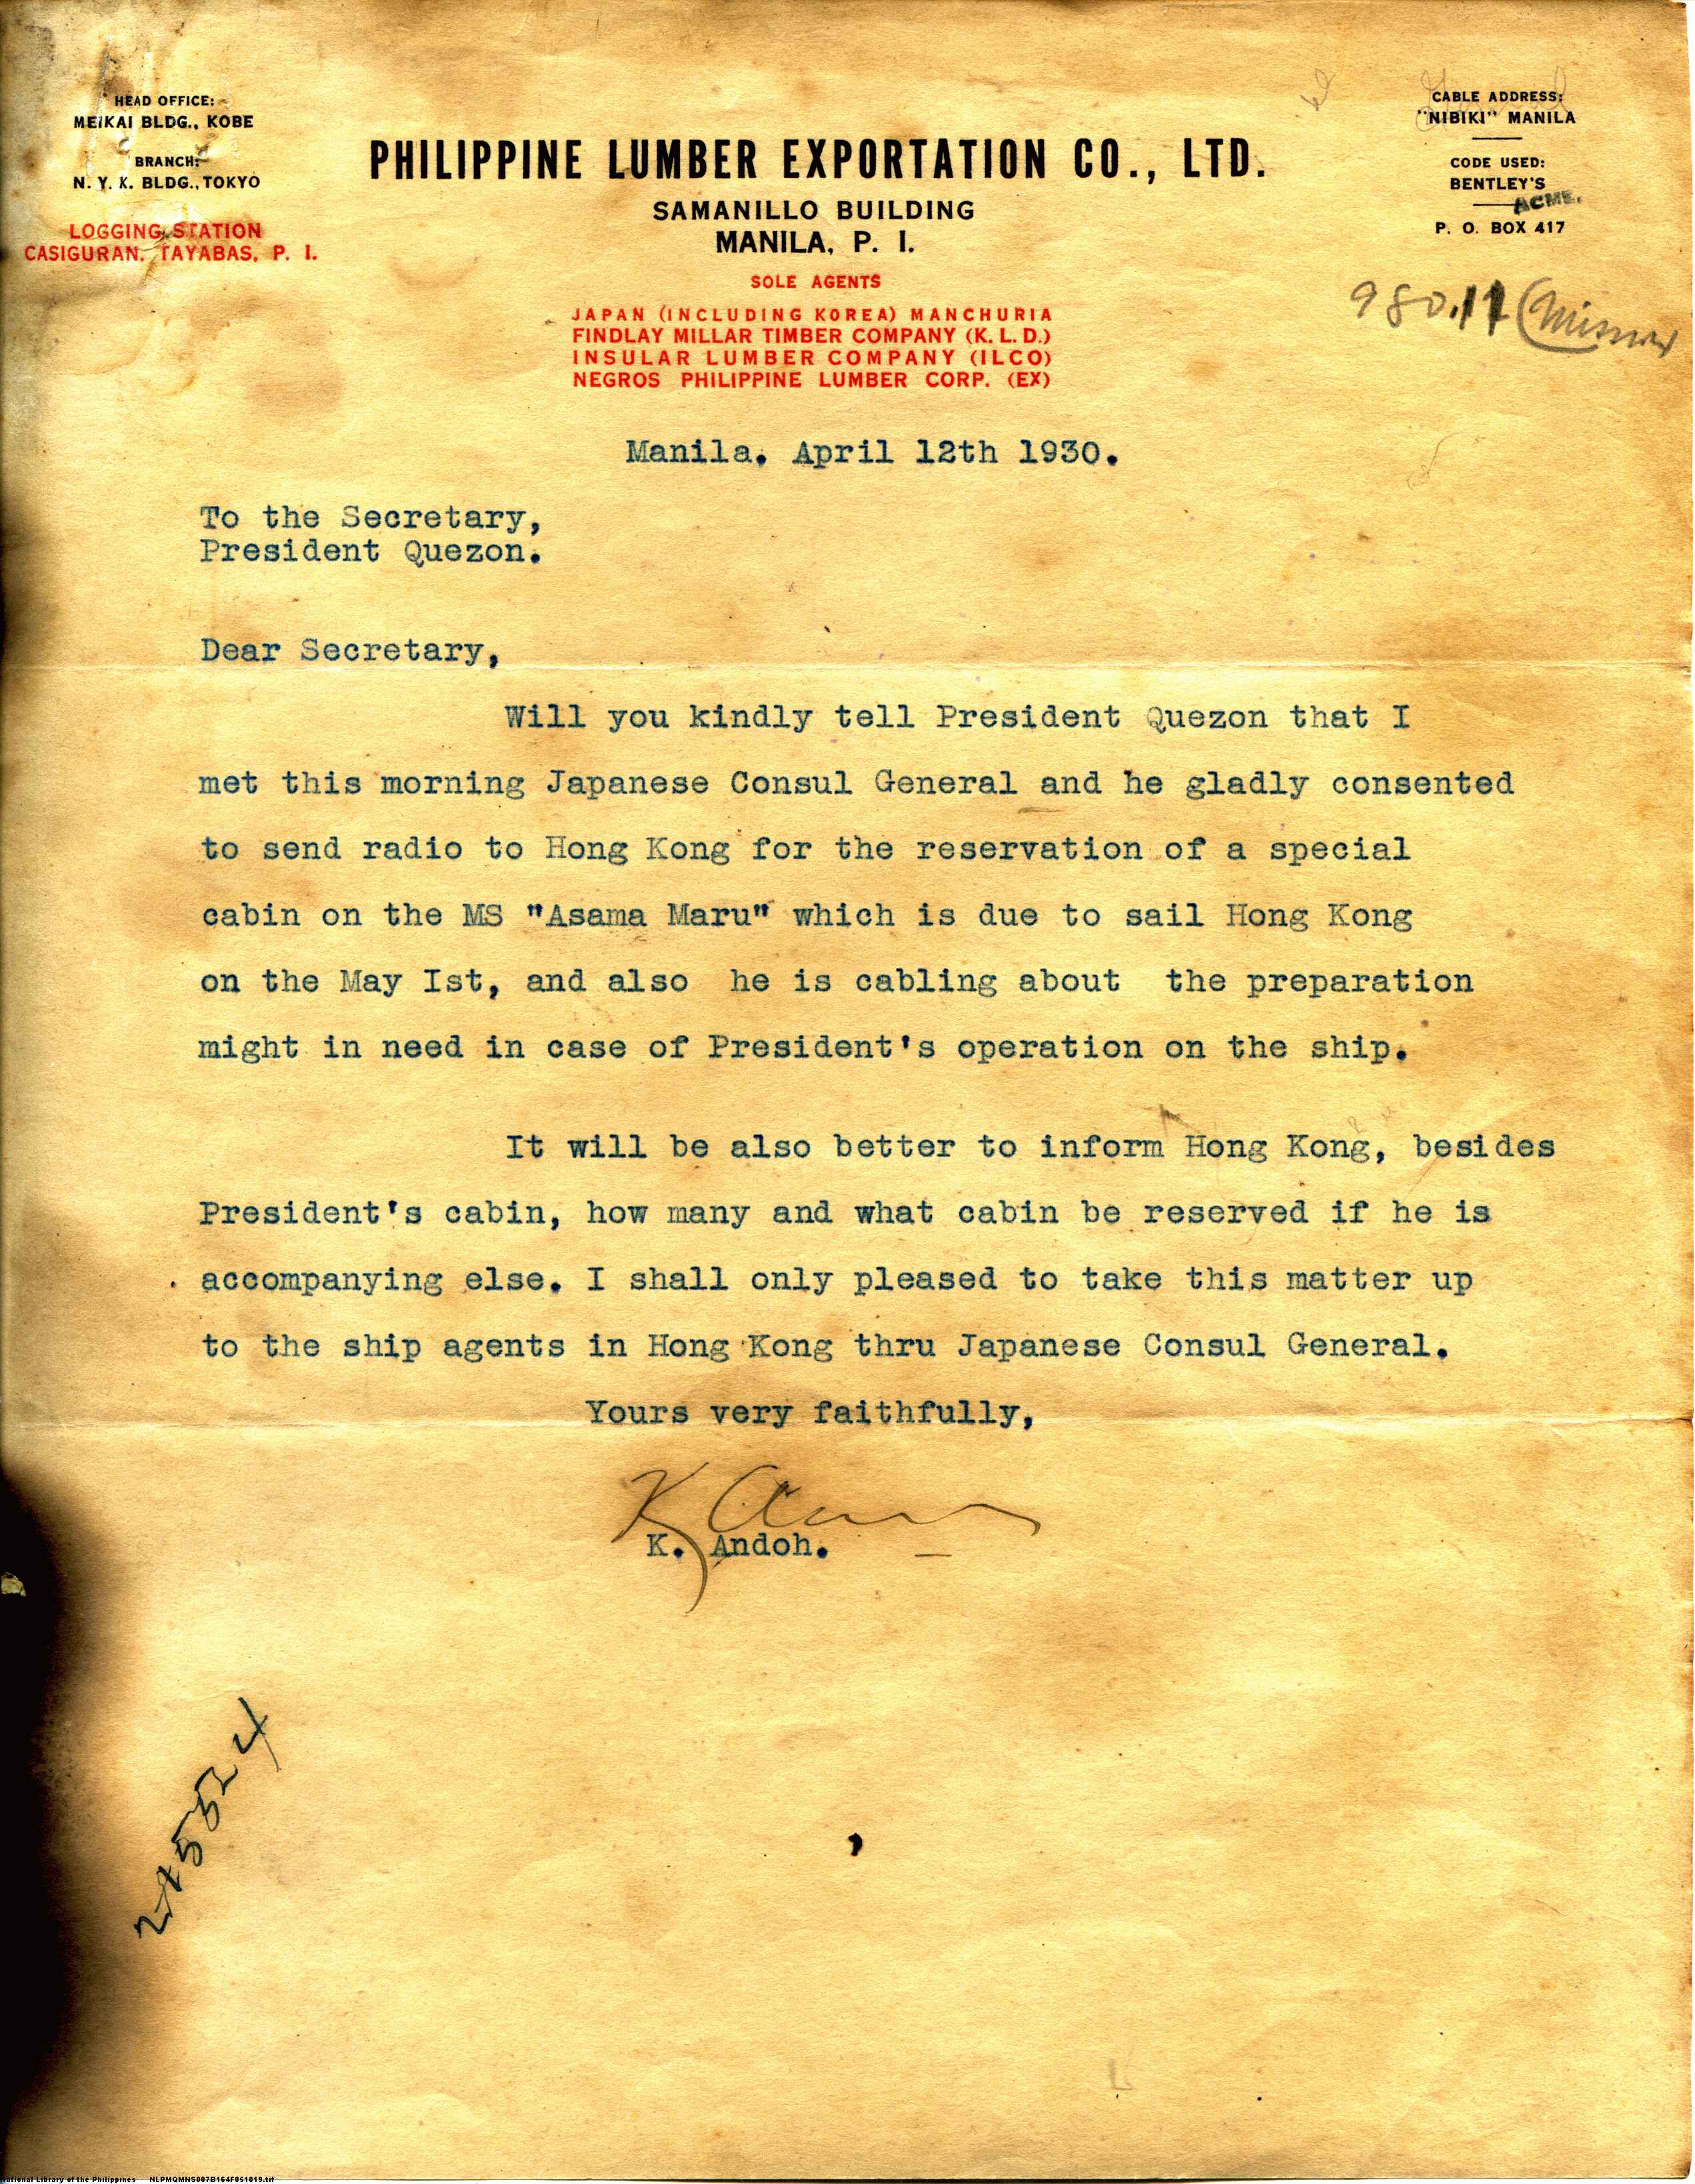 HEAD OFFICE:
MEIKAI BLDG., KOBE
BRANCH:
N. Y. K. BLDG., TOKYO
LOGGING STATION
CASIGURAN, TAYABAS, P. I.
PHILIPPINE LUMBER EXPORTATION CO., LTD.
SAMANILLO BUILDING
MANILA, P. I.
SOLE AGENTS
JAPAN (INCLUDING KOREA) MANCHURIA
FINDLAY MILLAR TIMBER COMPANY (K. L. D.)
INSULAR LUMBER COMPANY (ILCO)
NEGROS PHILIPPINE LUMBER CORP. (EX)
CABLE ADDRESS:
"NIBIKI" MANILA
CODE USED:
BENTLEY'S
ACME.
P. O. BOX 417
980.11
Manila. April 12th 1930.
To the Secretary,
President Quezon.
Dear Secretary,
Will you kindly tell President Quezon that I
met this morning Japanese Consul General and he gladly consented
to send radio to Hong Kong for the reservation of a special
cabin on the MS "Asama Maru" which is due to sail Hong Kong
on the May Ist, and also he is cabling about the preparation
might in need in case of President's operation on the ship.
It will be also better to inform Hong Kong, besides
President's cabin, how many and what cabin be reserved if he is
accompanying else. I shall only pleased to take this matter up
to the ship agents in Hong Kong thru Japanese Consul General.
Yours very faithfully,
K. Andoh.
National Library of the Philippines NLPMQMNS007B164F051019.tif